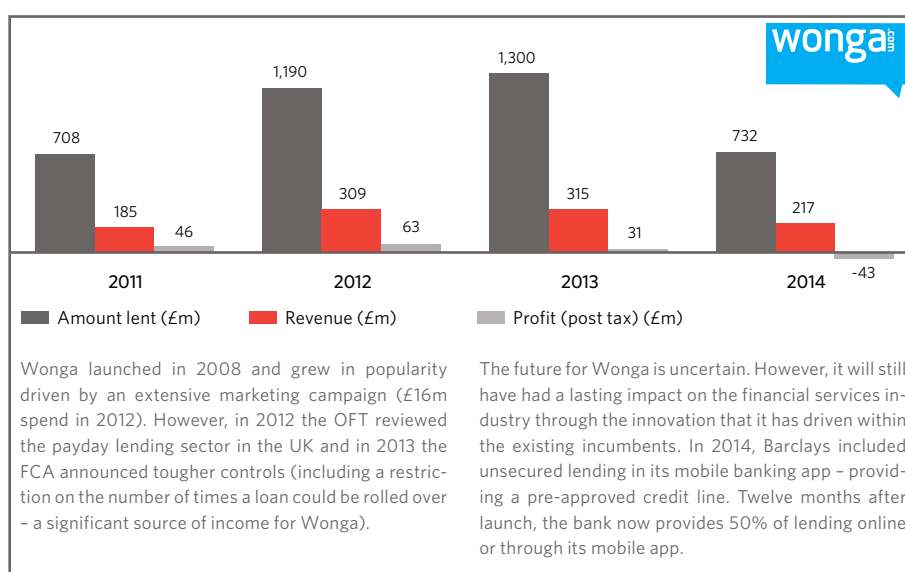 wonga.com
1,190
1,300
708
732
309
315
185
217
46
63
31
-43
2011
2012
2013
2014
Amount lent (£m)
Revenue (£m)
Profit (post tax) (£m)
Wonga launched in 2008 and grew in popularity
driven by an extensive marketing campaign (£16m
spend in 2012). However, in 2012 the OFT reviewed
the payday lending sector in the UK and in 2013 the
FCA announced tougher controls (including a restric-
tion on the number of times a loan could be rolled over
– a significant source of income for Wonga).
The future for Wonga is uncertain. However, it will still
have had a lasting impact on the financial services in-
dustry through the innovation that it has driven within
the existing incumbents. In 2014, Barclays included
unsecured lending in its mobile banking app – provid-
ing a pre-approved credit line. Twelve months after
launch, the bank now provides 50% of lending online
or through its mobile app.